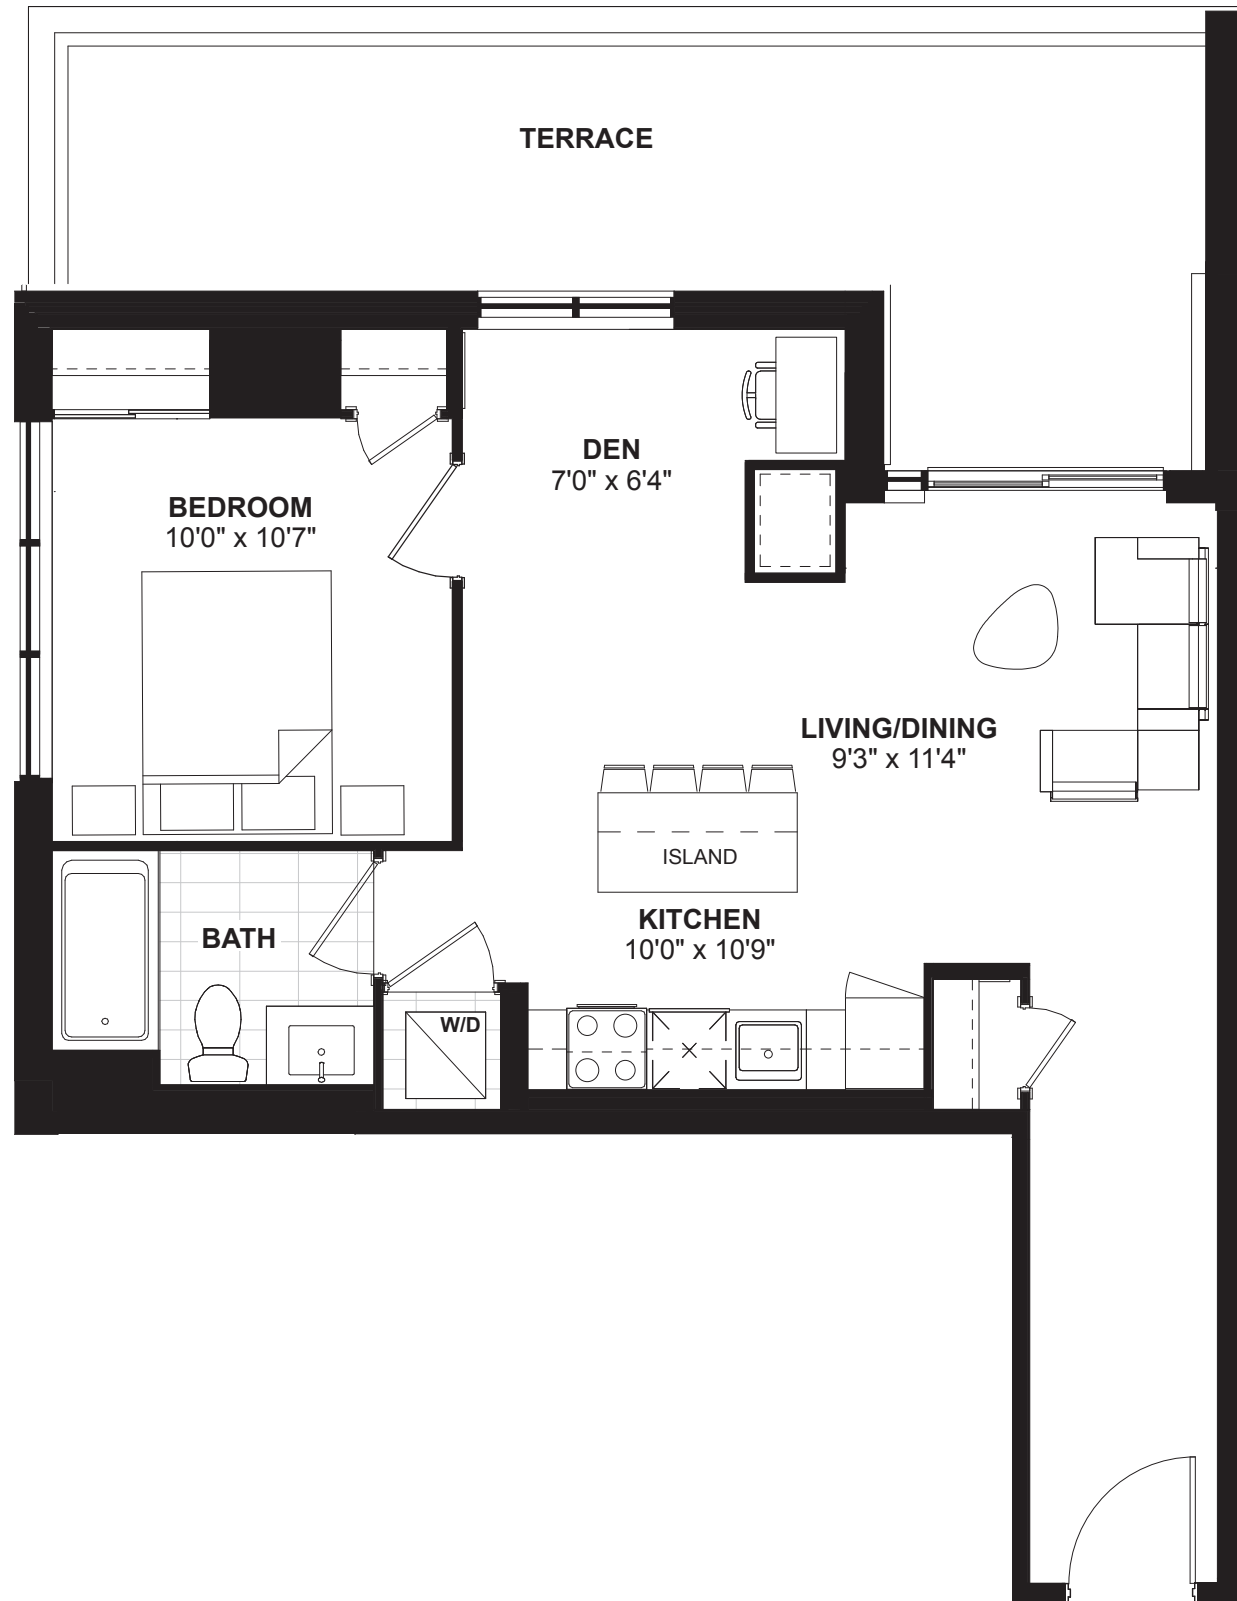 TERRACE
DEN
7'0" x 6'4"
BEDROOM
10'0" x 10'7"
LIVING/DINING
9'3" x 11'4"
ISLAND
KITCHEN
10'0" x 10'9"
BATH
W/D